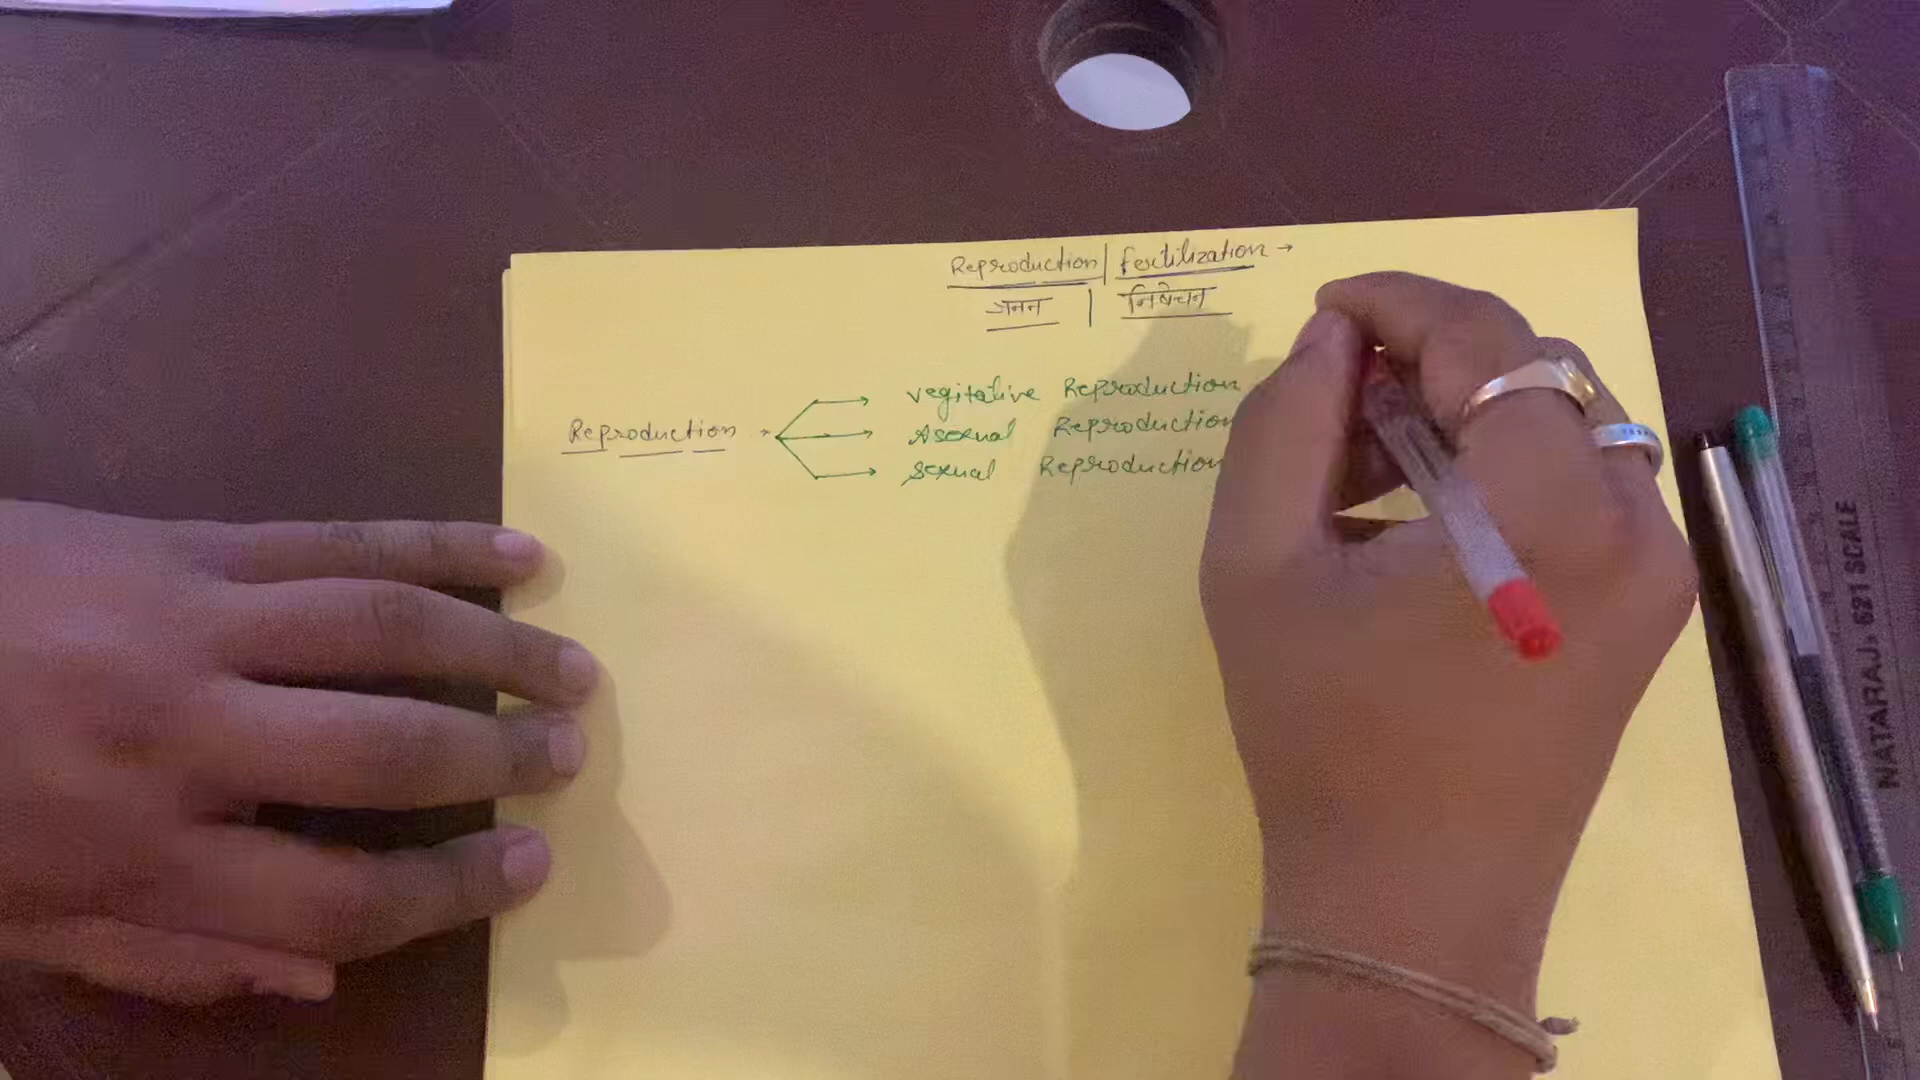 Reproduction | fertilization →
जनन | निषेचन
Reproduction → vegitative Reproduction
Asexual Reproduction
Sexual Reproduction
NATARAJ. 621 SCALE